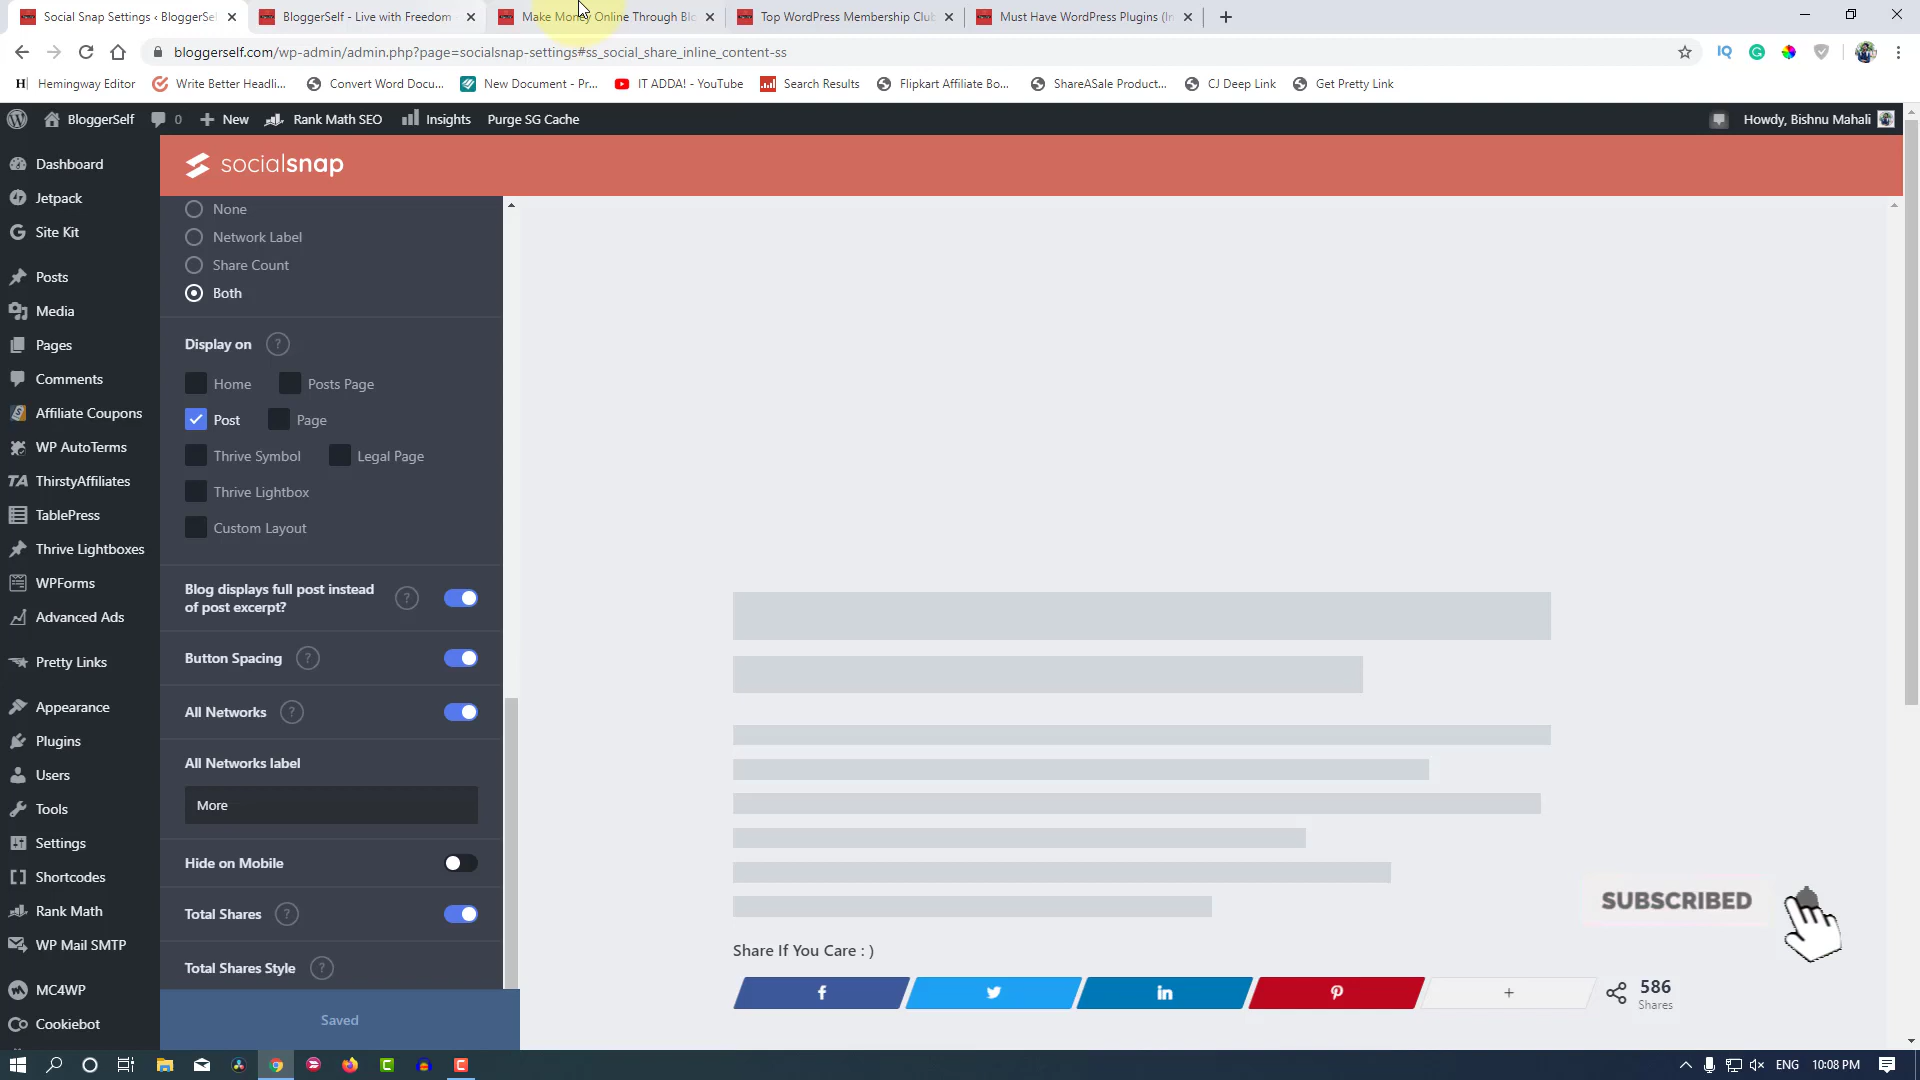 Social Snap Settings ‹ BloggerSel
BloggerSelf - Live with Freedom
Make Money Online Through Blo
Top WordPress Membership Club
Must Have WordPress Plugins (In
bloggerself.com/wp-admin/admin.php?page=socialsnap-settings#ss_social_share_inline_content-ss
Hemingway Editor
Write Better Headli...
Convert Word Docu...
New Document - Pr...
IT ADDA! - YouTube
Search Results
Flipkart Affiliate Bo...
ShareASale Product...
CJ Deep Link
Get Pretty Link
BloggerSelf
0
New
Rank Math SEO
Insights
Purge SG Cache
Howdy, Bishnu Mahali
socialsnap
Dashboard
Jetpack
Site Kit
Posts
Media
Pages
Comments
Affiliate Coupons
WP AutoTerms
ThirstyAffiliates
TablePress
Thrive Lightboxes
WPForms
Advanced Ads
Pretty Links
Appearance
Plugins
Users
Tools
Settings
Shortcodes
Rank Math
WP Mail SMTP
MC4WP
Cookiebot
None
Network Label
Share Count
Both
Display on ?
Home
Posts Page
Post
Page
Thrive Symbol
Legal Page
Thrive Lightbox
Custom Layout
Blog displays full post instead
of post excerpt? ?
Button Spacing ?
All Networks ?
All Networks label
More
Hide on Mobile
Total Shares ?
Total Shares Style ?
Saved
SUBSCRIBED
Share If You Care : )
586
Shares
ENG
10:08 PM